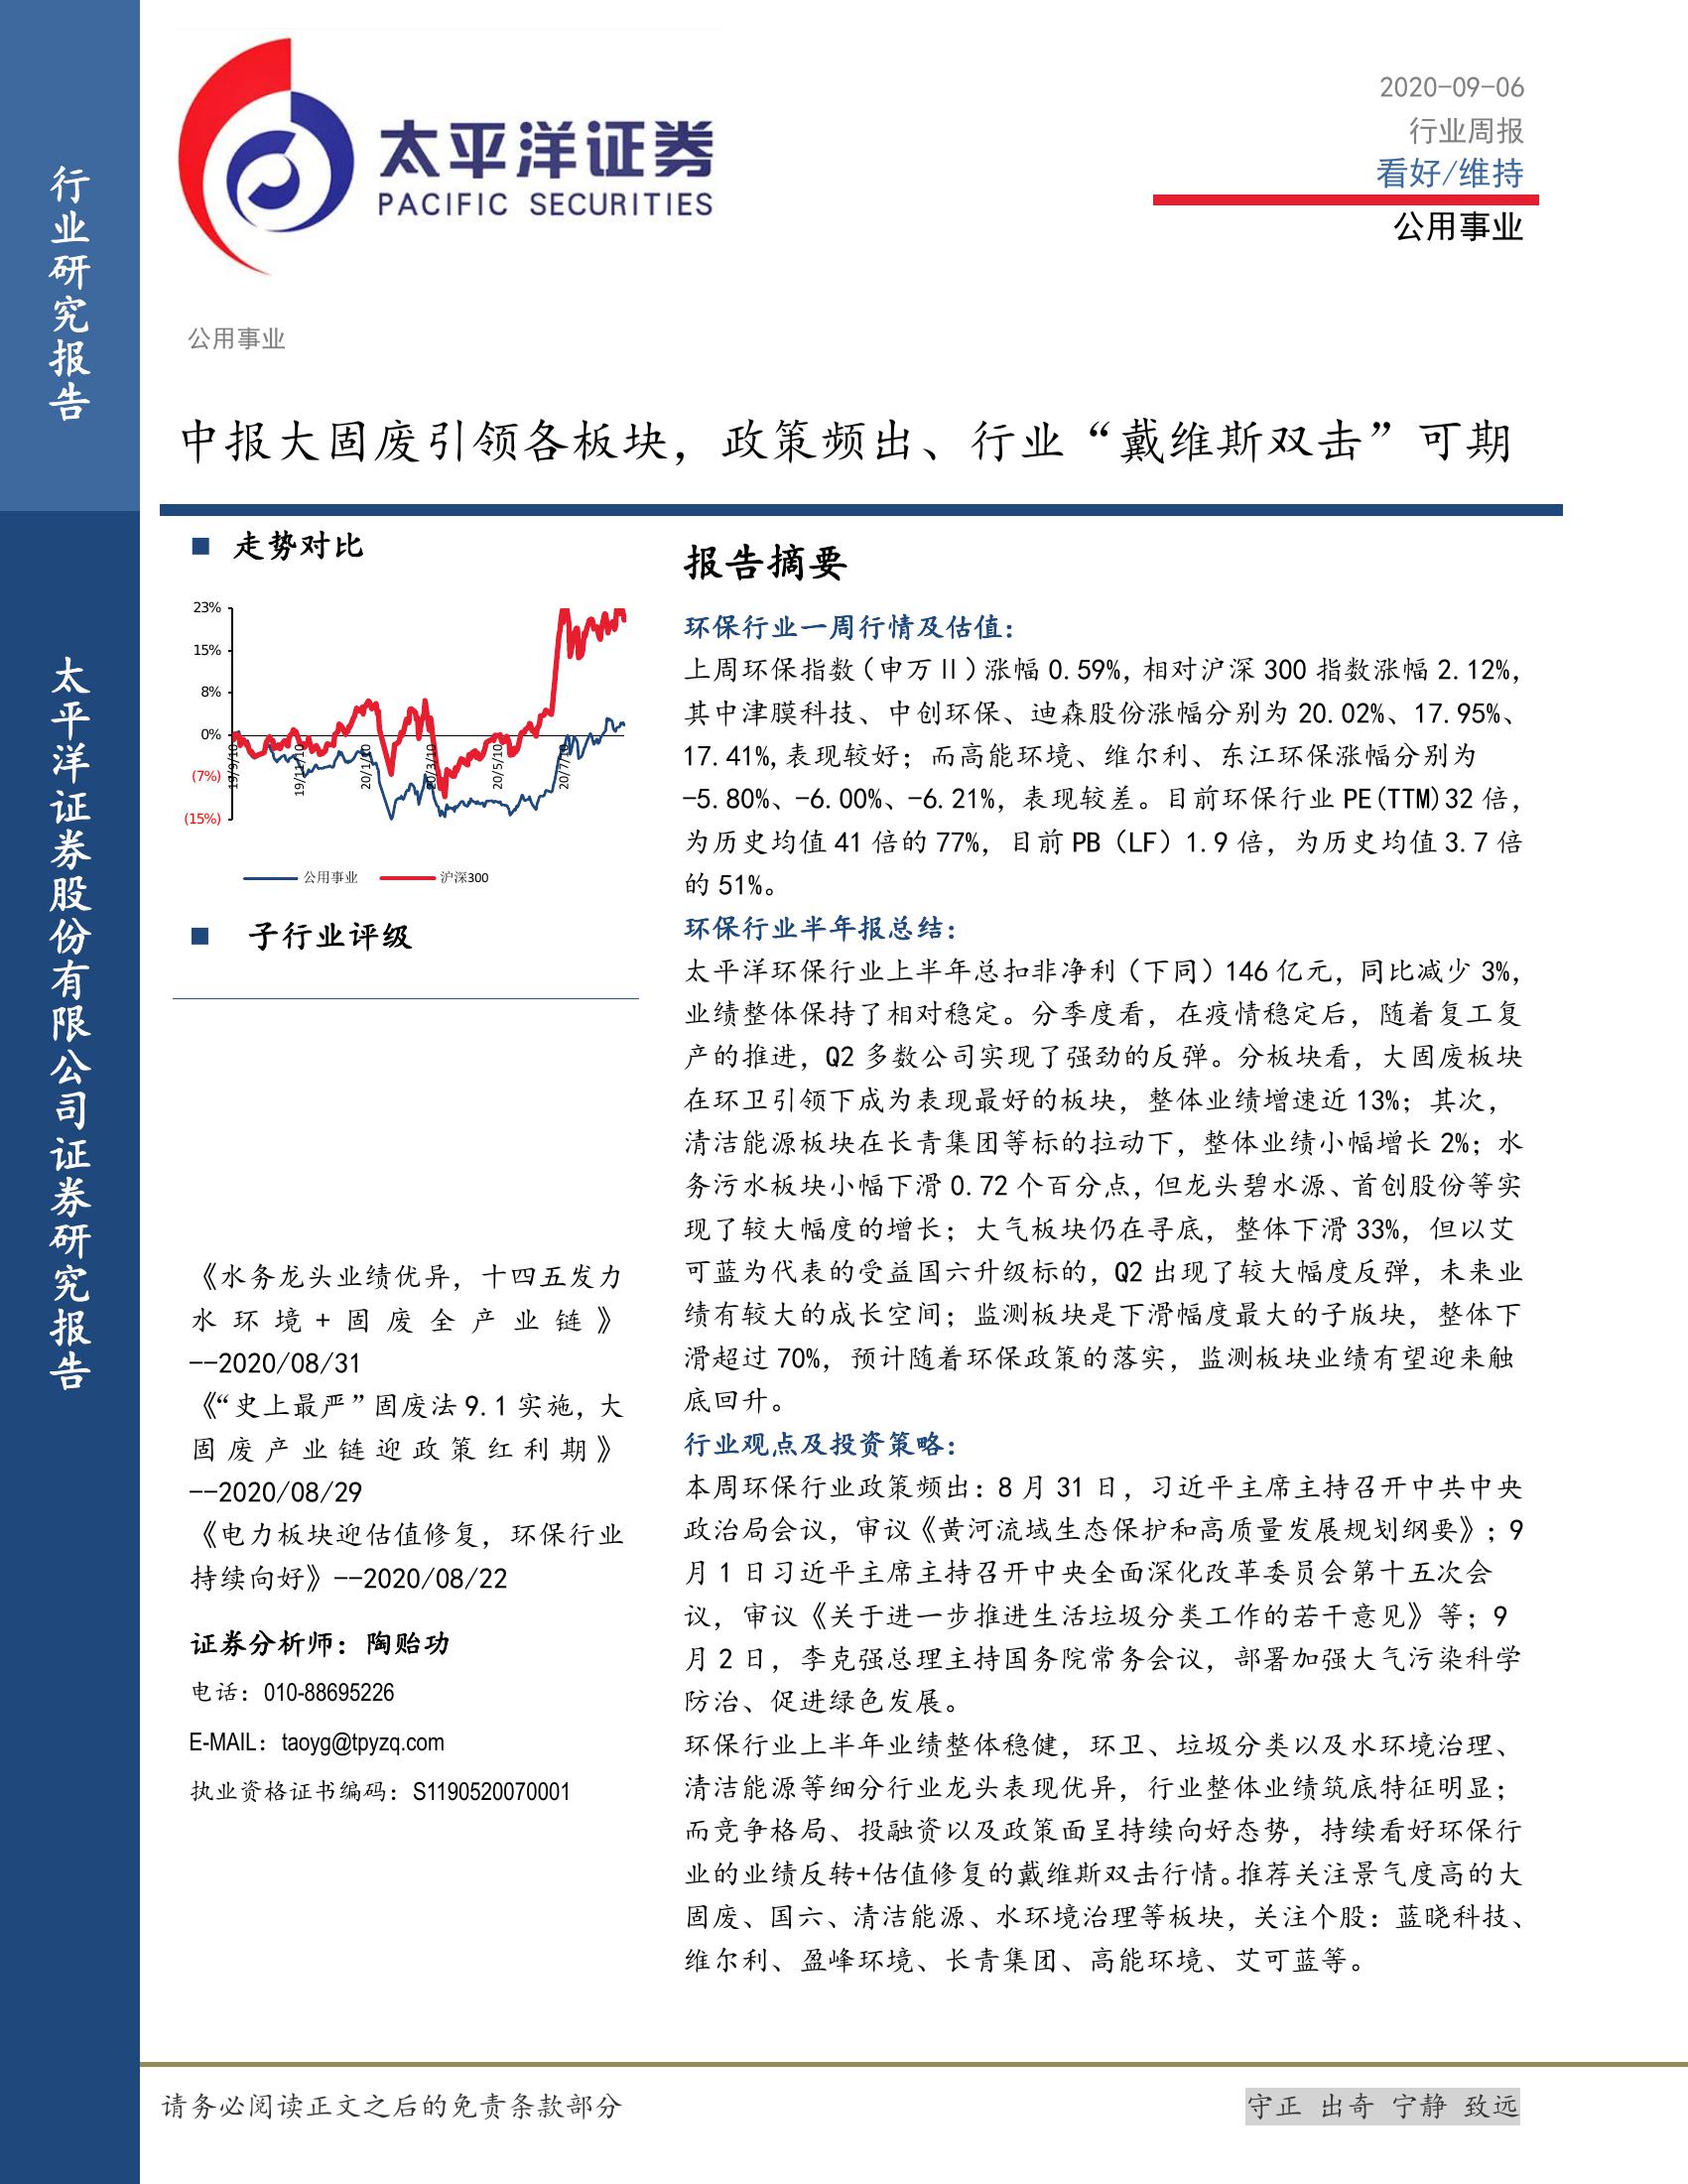 行业研究报告
太平洋证券股份有限公司证券研究报告
太平洋证券
PACIFIC SECURITIES
2020-09-06
行业周报
看好/维持
公用事业
公用事业
中报大固废引领各板块，政策频出、行业“戴维斯双击”可期
走势对比
23%
15%
8%
0%
(7%)
(15%)
19/9/10
19/11/10
20/1/10
20/3/10
20/5/10
20/7/10
公用事业
沪深300
子行业评级
《水务龙头业绩优异，十四五发力
水环境+固废全产业链》
--2020/08/31
《“史上最严”固废法 9.1 实施，大
固废产业链迎政策红利期》
--2020/08/29
《电力板块迎估值修复，环保行业
持续向好》--2020/08/22
证券分析师：陶贻功
电话：010-88695226
E-MAIL：taoyg@tpyzq.com
执业资格证书编码：S1190520070001
报告摘要
环保行业一周行情及估值：
上周环保指数（申万Ⅱ）涨幅 0.59%，相对沪深 300 指数涨幅 2.12%，
其中津膜科技、中创环保、迪森股份涨幅分别为 20.02%、17.95%、
17.41%，表现较好；而高能环境、维尔利、东江环保涨幅分别为
-5.80%、-6.00%、-6.21%，表现较差。目前环保行业 PE(TTM)32 倍，
为历史均值 41 倍的 77%，目前 PB（LF）1.9 倍，为历史均值 3.7 倍
的 51%。
环保行业半年报总结：
太平洋环保行业上半年总扣非净利（下同）146 亿元，同比减少 3%，
业绩整体保持了相对稳定。分季度看，在疫情稳定后，随着复工复
产的推进，Q2 多数公司实现了强劲的反弹。分板块看，大固废板块
在环卫引领下成为表现最好的板块，整体业绩增速近 13%；其次，
清洁能源板块在长青集团等标的拉动下，整体业绩小幅增长 2%；水
务污水板块小幅下滑 0.72 个百分点，但龙头碧水源、首创股份等实
现了较大幅度的增长；大气板块仍在寻底，整体下滑 33%，但以艾
可蓝为代表的受益国六升级标的，Q2 出现了较大幅度反弹，未来业
绩有较大的成长空间；监测板块是下滑幅度最大的子版块，整体下
滑超过 70%，预计随着环保政策的落实，监测板块业绩有望迎来触
底回升。
行业观点及投资策略：
本周环保行业政策频出：8 月 31 日，习近平主席主持召开中共中央
政治局会议，审议《黄河流域生态保护和高质量发展规划纲要》；9
月 1 日习近平主席主持召开中央全面深化改革委员会第十五次会
议，审议《关于进一步推进生活垃圾分类工作的若干意见》等；9
月 2 日，李克强总理主持国务院常务会议，部署加强大气污染科学
防治、促进绿色发展。
环保行业上半年业绩整体稳健，环卫、垃圾分类以及水环境治理、
清洁能源等细分行业龙头表现优异，行业整体业绩筑底特征明显；
而竞争格局、投融资以及政策面呈持续向好态势，持续看好环保行
业的业绩反转+估值修复的戴维斯双击行情。推荐关注景气度高的大
固废、国六、清洁能源、水环境治理等板块，关注个股：蓝晓科技、
维尔利、盈峰环境、长青集团、高能环境、艾可蓝等。
请务必阅读正文之后的免责条款部分
守正 出奇 宁静 致远